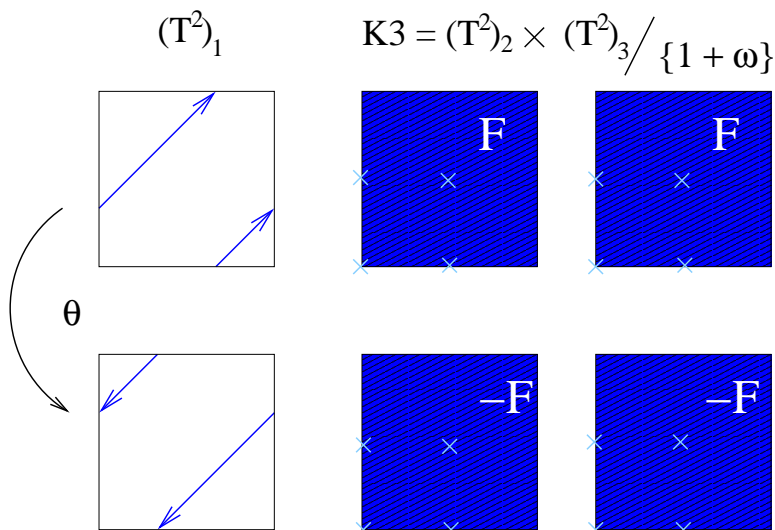 (T²)₁ K3 = (T²)₂ × (T²)₃/{1 + ω}
F F
θ
–F –F